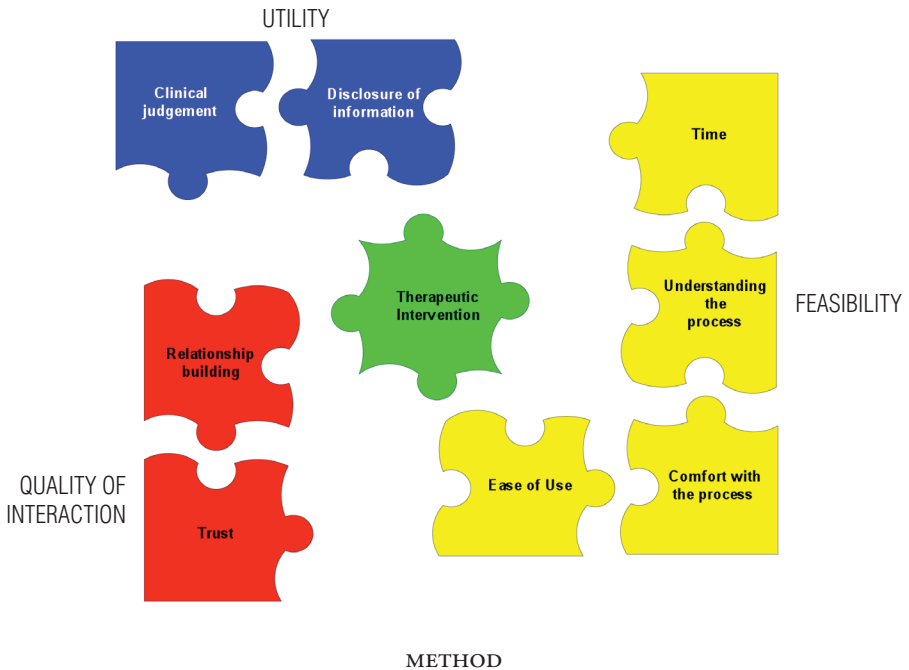 UTILITY
Clinical
judgement
Disclosure of
information
Time
Therapeutic
Intervention
Understanding
the
process
FEASIBILITY
Relationship
building
QUALITY OF
INTERACTION
Trust
Ease of Use
Comfort with
the process
METHOD